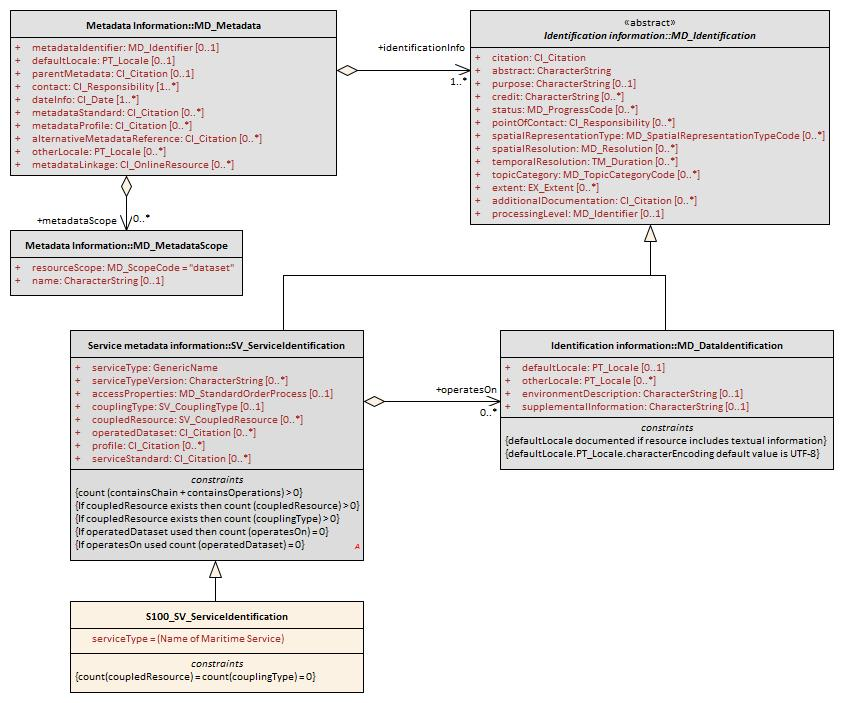 Metadata Information::MD_Metadata
+ metadataIdentifier: MD_Identifier [0..1]
+ defaultLocale: PT_Locale [0..1]
+ parentMetadata: CI_Citation [0..1]
+ contact: CI_Responsibility [1..*]
+ dateInfo: CI_Date [1..*]
+ metadataStandard: CI_Citation [0..*]
+ metadataProfile: CI_Citation [0..*]
+ alternativeMetadataReference: CI_Citation [0..*]
+ otherLocale: PT_Locale [0..*]
+ metadataLinkage: CI_OnlineResource [0..*]
+identificationInfo
1..*
«abstract»
Identification information::MD_Identification
+ citation: CI_Citation
+ abstract: CharacterString
+ purpose: CharacterString [0..1]
+ credit: CharacterString [0..*]
+ status: MD_ProgressCode [0..*]
+ pointOfContact: CI_Responsibility [0..*]
+ spatialRepresentationType: MD_SpatialRepresentationTypeCode [0..*]
+ spatialResolution: MD_Resolution [0..*]
+ temporalResolution: TM_Duration [0..*]
+ topicCategory: MD_TopicCategoryCode [0..*]
+ extent: EX_Extent [0..*]
+ additionalDocumentation: CI_Citation [0..*]
+ processingLevel: MD_Identifier [0..1]
+metadataScope
0..*
Metadata Information::MD_MetadataScope
+ resourceScope: MD_ScopeCode = "dataset"
+ name: CharacterString [0..1]
Service metadata information::SV_ServiceIdentification
+ serviceType: GenericName
+ serviceTypeVersion: CharacterString [0..*]
+ accessProperties: MD_StandardOrderProcess [0..1]
+ couplingType: SV_CouplingType [0..1]
+ coupledResource: SV_CoupledResource [0..*]
+ operatedDataset: CI_Citation [0..*]
+ profile: CI_Citation [0..*]
+ serviceStandard: CI_Citation [0..*]
constraints
{count (containsChain + containsOperations) > 0}
{If coupledResource exists then count (coupledResource) > 0}
{If coupledResource exists then count (couplingType) > 0}
{If operatedDataset used then count (operatesOn) = 0}
{If operatesOn used count (operatedDataset) = 0}
A
+operatesOn
0..*
Identification information::MD_DataIdentification
+ defaultLocale: PT_Locale [0..1]
+ otherLocale: PT_Locale [0..*]
+ environmentDescription: CharacterString [0..1]
+ supplementalInformation: CharacterString [0..1]
constraints
{defaultLocale documented if resource includes textual information}
{defaultLocale.PT_Locale.characterEncoding default value is UTF-8}
S100_SV_ServiceIdentification
serviceType = (Name of Maritime Service)
constraints
{count(coupledResource) = count(couplingType) = 0}